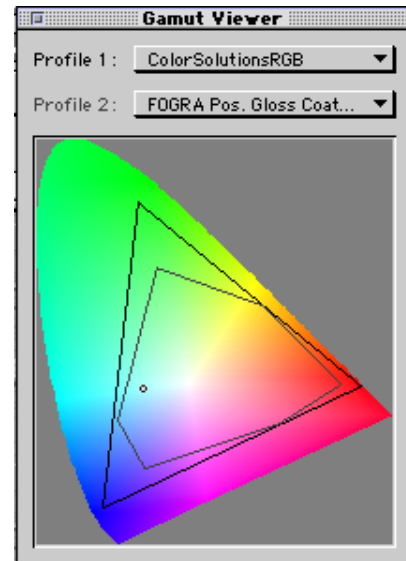 Gamut Viewer
Profile 1: ColorSolutionsRGB
Profile 2: FOGRA Pos. Gloss Coat...